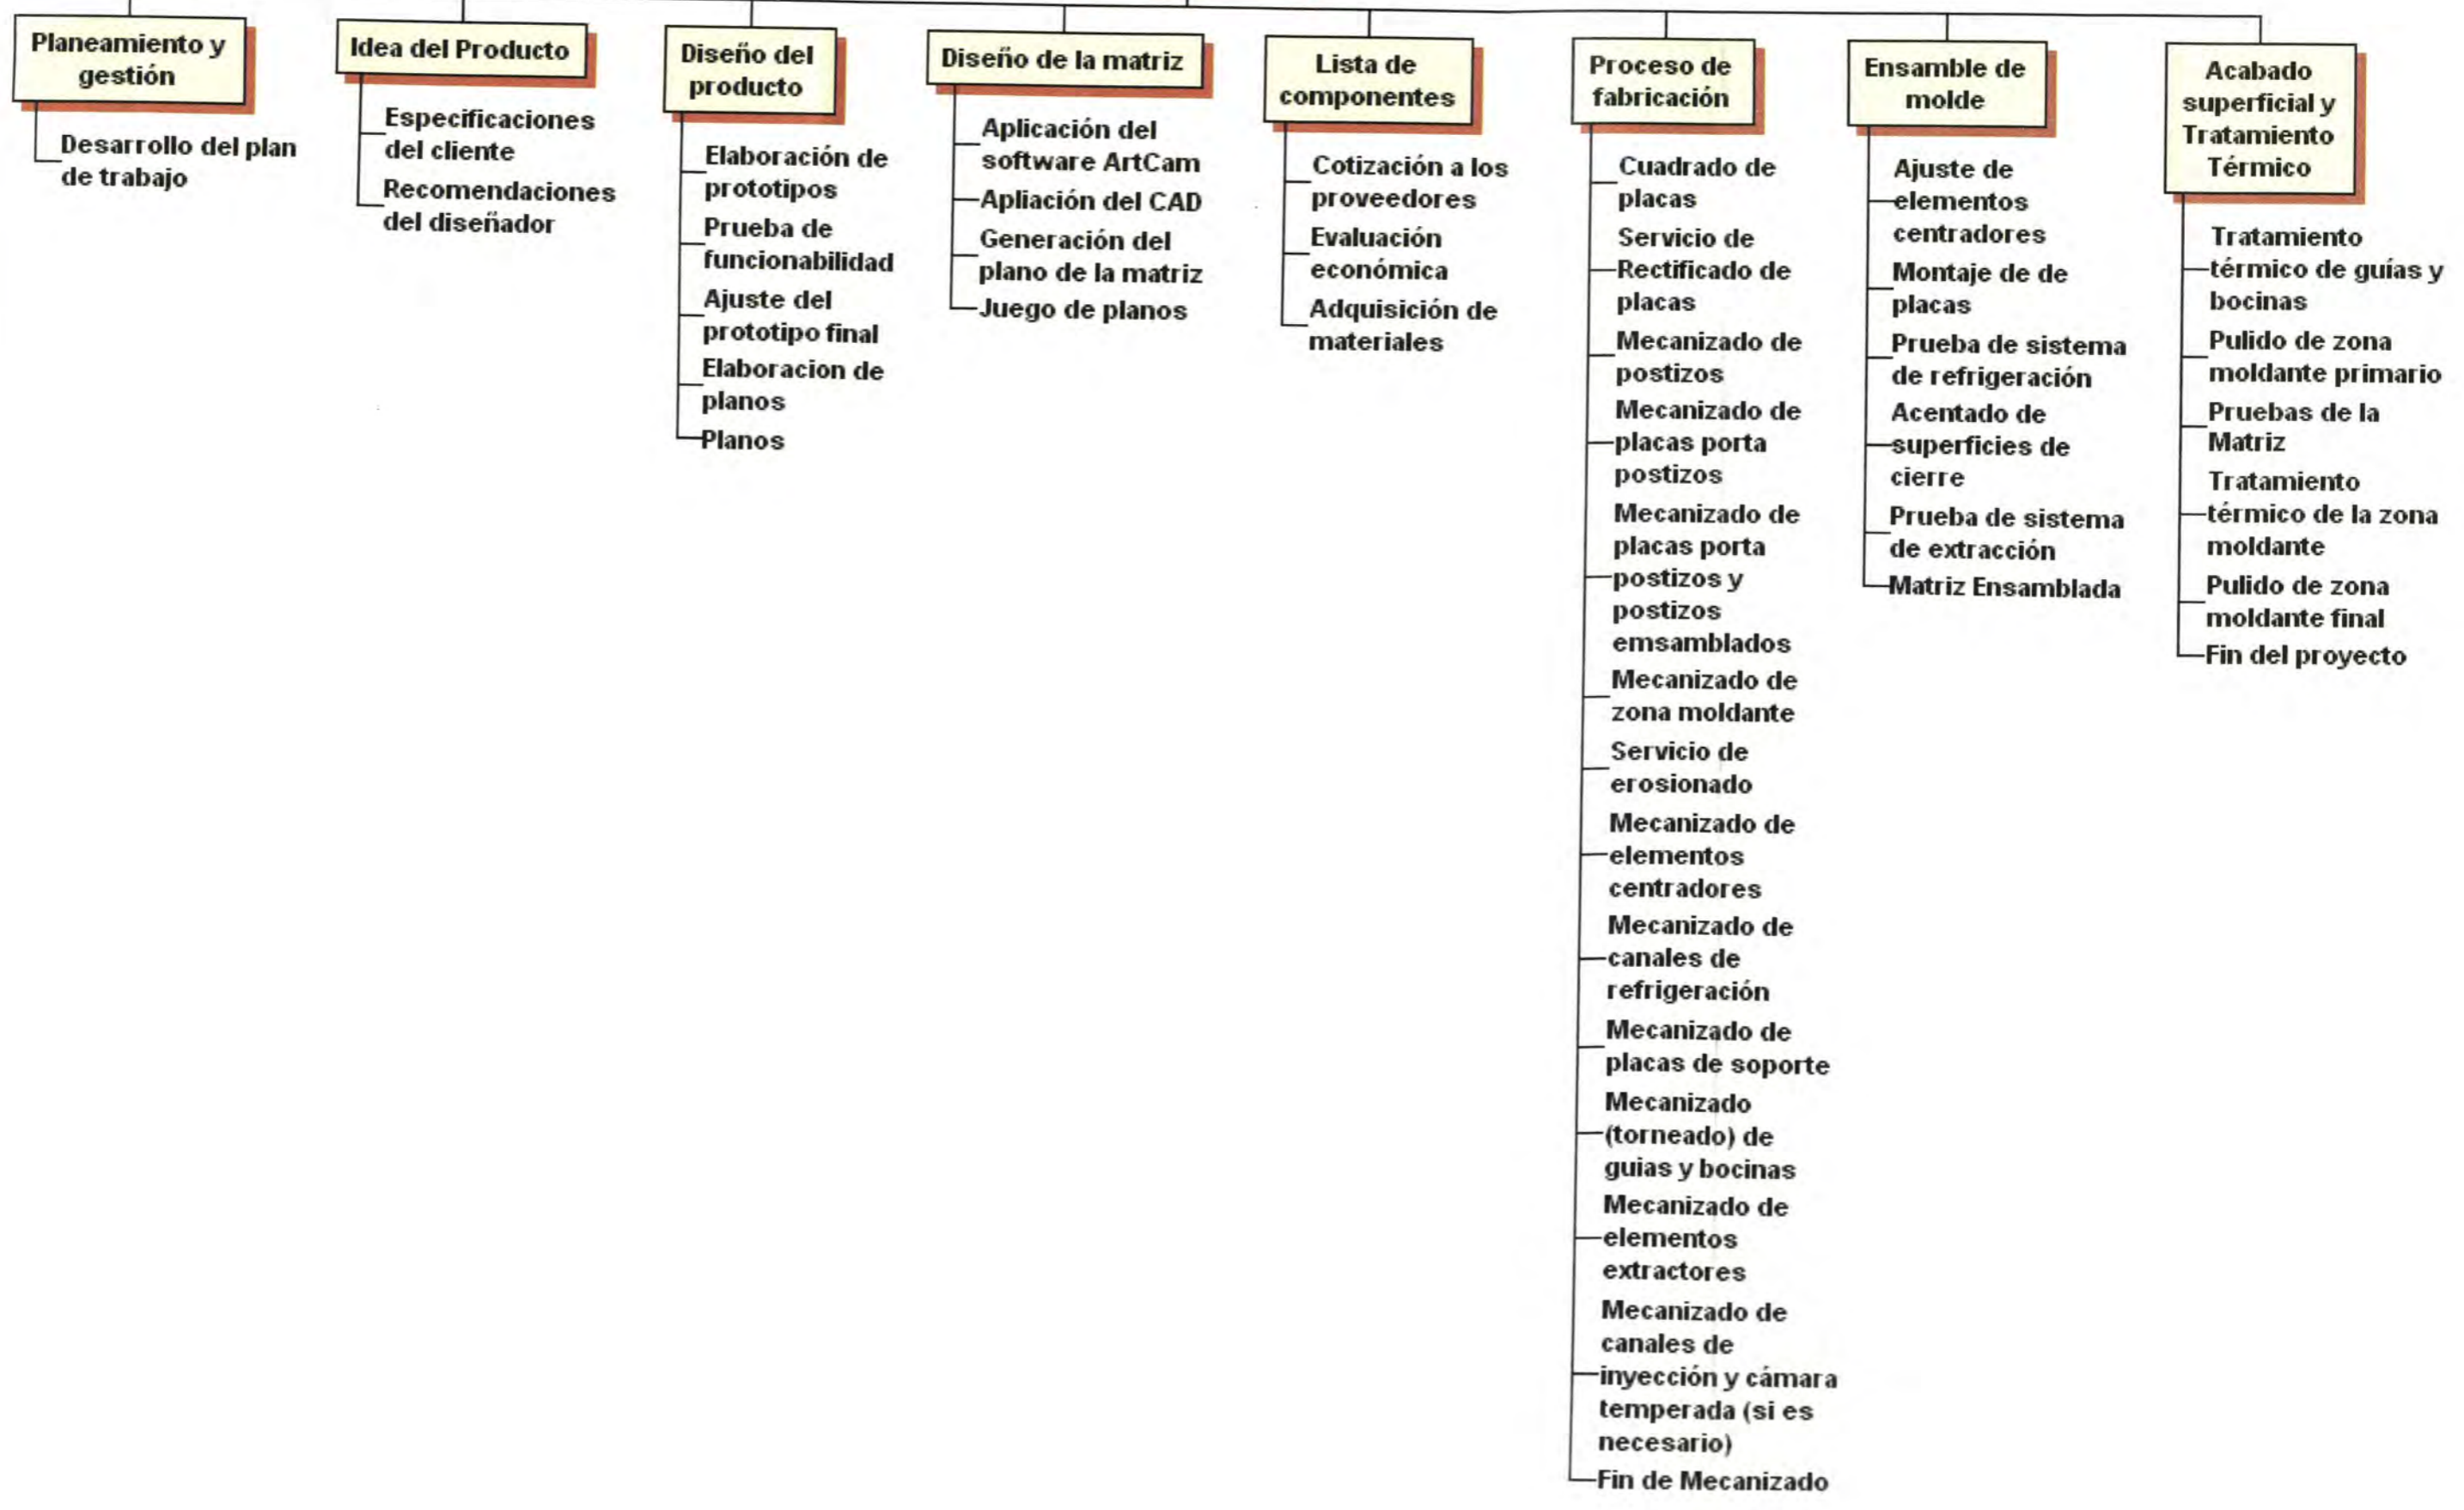 Planeamiento y
gestión
Desarrollo del plan
de trabajo
Idea del Producto
Especificaciones
del cliente
Recomendaciones
del diseñador
Diseño del
producto
Elaboración de
prototipos
Prueba de
funcionabilidad
Ajuste del
prototipo final
Elaboracion de
planos
Planos
Diseño de la matriz
Aplicación del
software ArtCam
Apliación del CAD
Generación del
plano de la matriz
Juego de planos
Lista de
componentes
Cotización a los
proveedores
Evaluación
económica
Adquisición de
materiales
Proceso de
fabricación
Cuadrado de
placas
Servicio de
Rectificado de
placas
Mecanizado de
postizos
Mecanizado de
placas porta
postizos
Mecanizado de
placas porta
postizos y
postizos
emsamblados
Mecanizado de
zona moldante
Servicio de
erosionado
Mecanizado de
elementos
centradores
Mecanizado de
canales de
refrigeración
Mecanizado de
placas de soporte
Mecanizado
(torneado) de
guias y bocinas
Mecanizado de
elementos
extractores
Mecanizado de
canales de
inyección y cámara
temperada (si es
necesario)
Fin de Mecanizado
Ensamble de
molde
Ajuste de
elementos
centradores
Montaje de de
placas
Prueba de sistema
de refrigeración
Acentado de
superficies de
cierre
Prueba de sistema
de extracción
Matriz Ensamblada
Acabado
superficial y
Tratamiento
Térmico
Tratamiento
térmico de guías y
bocinas
Pulido de zona
moldante primario
Pruebas de la
Matriz
Tratamiento
térmico de la zona
moldante
Pulido de zona
moldante final
Fin del proyecto